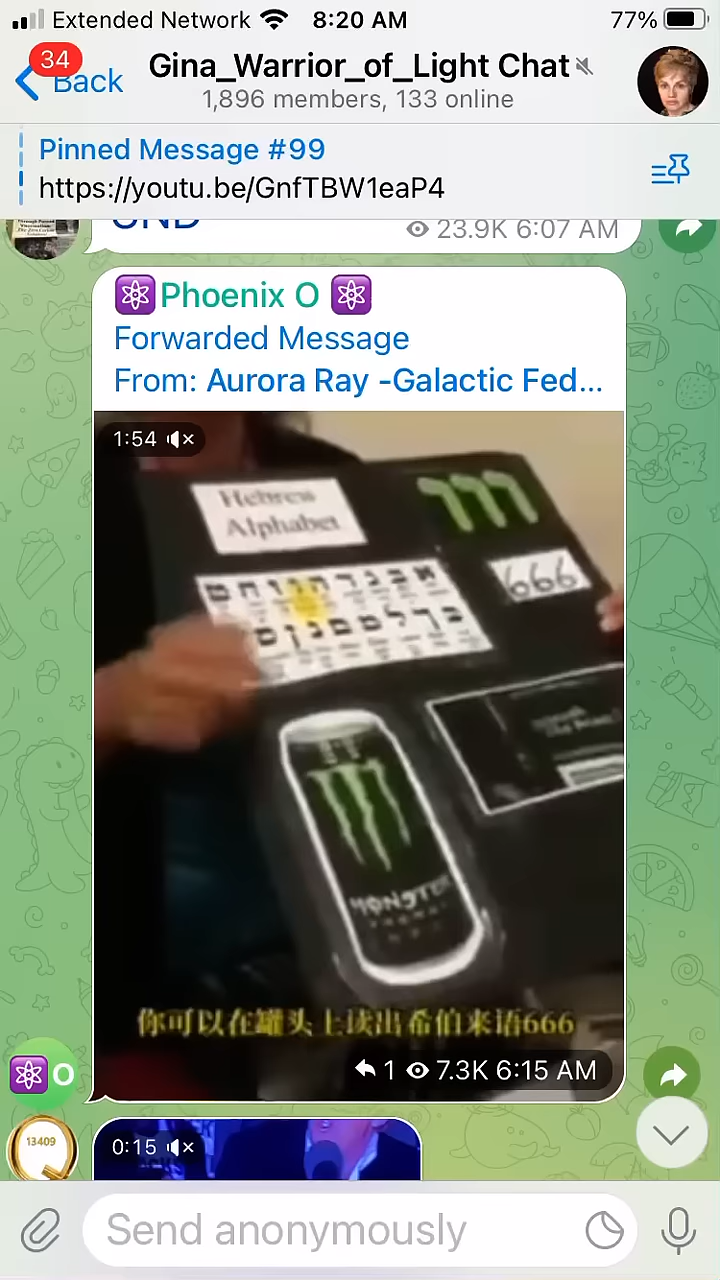 Extended Network 8:20 AM 77%
34
Back
Gina_Warrior_of_Light Chat
1,896 members, 133 online
Pinned Message #99
https://youtu.be/GnfTBW1eaP4
23.9K 6:07 AM
Phoenix O
Forwarded Message
From: Aurora Ray -Galactic Fed...
1:54
Hebrew
Alphabet
666
MONSTER
你可以在罐头上读出希伯来语666
1 7.3K 6:15 AM
O
13409
0:15
Send anonymously